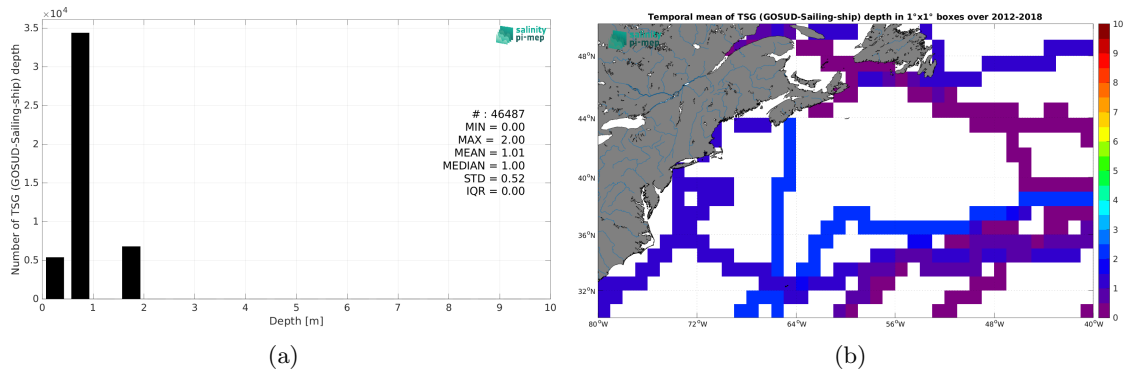 ×10⁴
3.5
3
2.5
2
1.5
1
0.5
0
Number of TSG (GOSUD-Sailing-ship) depth
salinity
pi-mep
# : 46487
MIN = 0.00
MAX = 2.00
MEAN = 1.01
MEDIAN = 1.00
STD = 0.52
IQR = 0.00
0 1 2 3 4 5 6 7 8 9 10
Depth [m]
(a)
Temporal mean of TSG (GOSUD-Sailing-ship) depth in 1°x1° boxes over 2012-2018
salinity
pi-mep
48°N
44°N
40°N
36°N
32°N
80°W 72°W 64°W 56°W 48°W 40°W
10
9
8
7
6
5
4
3
2
1
0
(b)